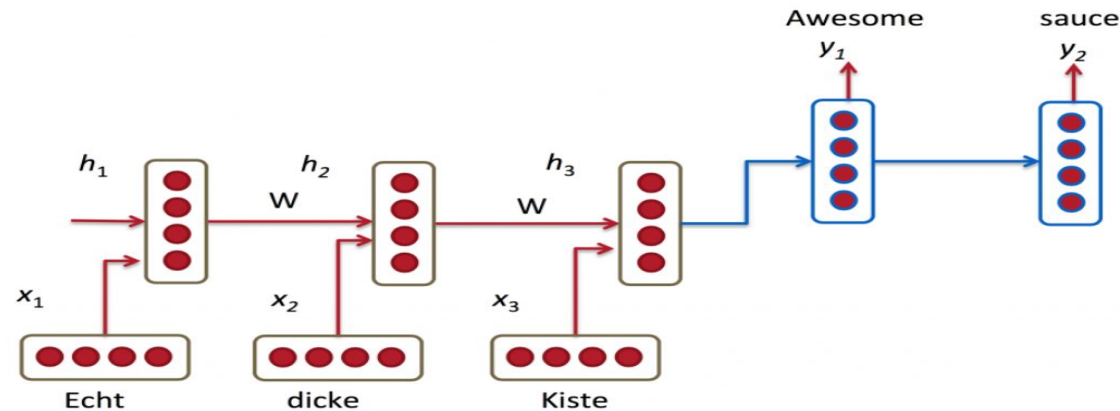 Awesome sauce
y1 y2
h1 h2 h3
W W
x1 x2 x3
Echt dicke Kiste